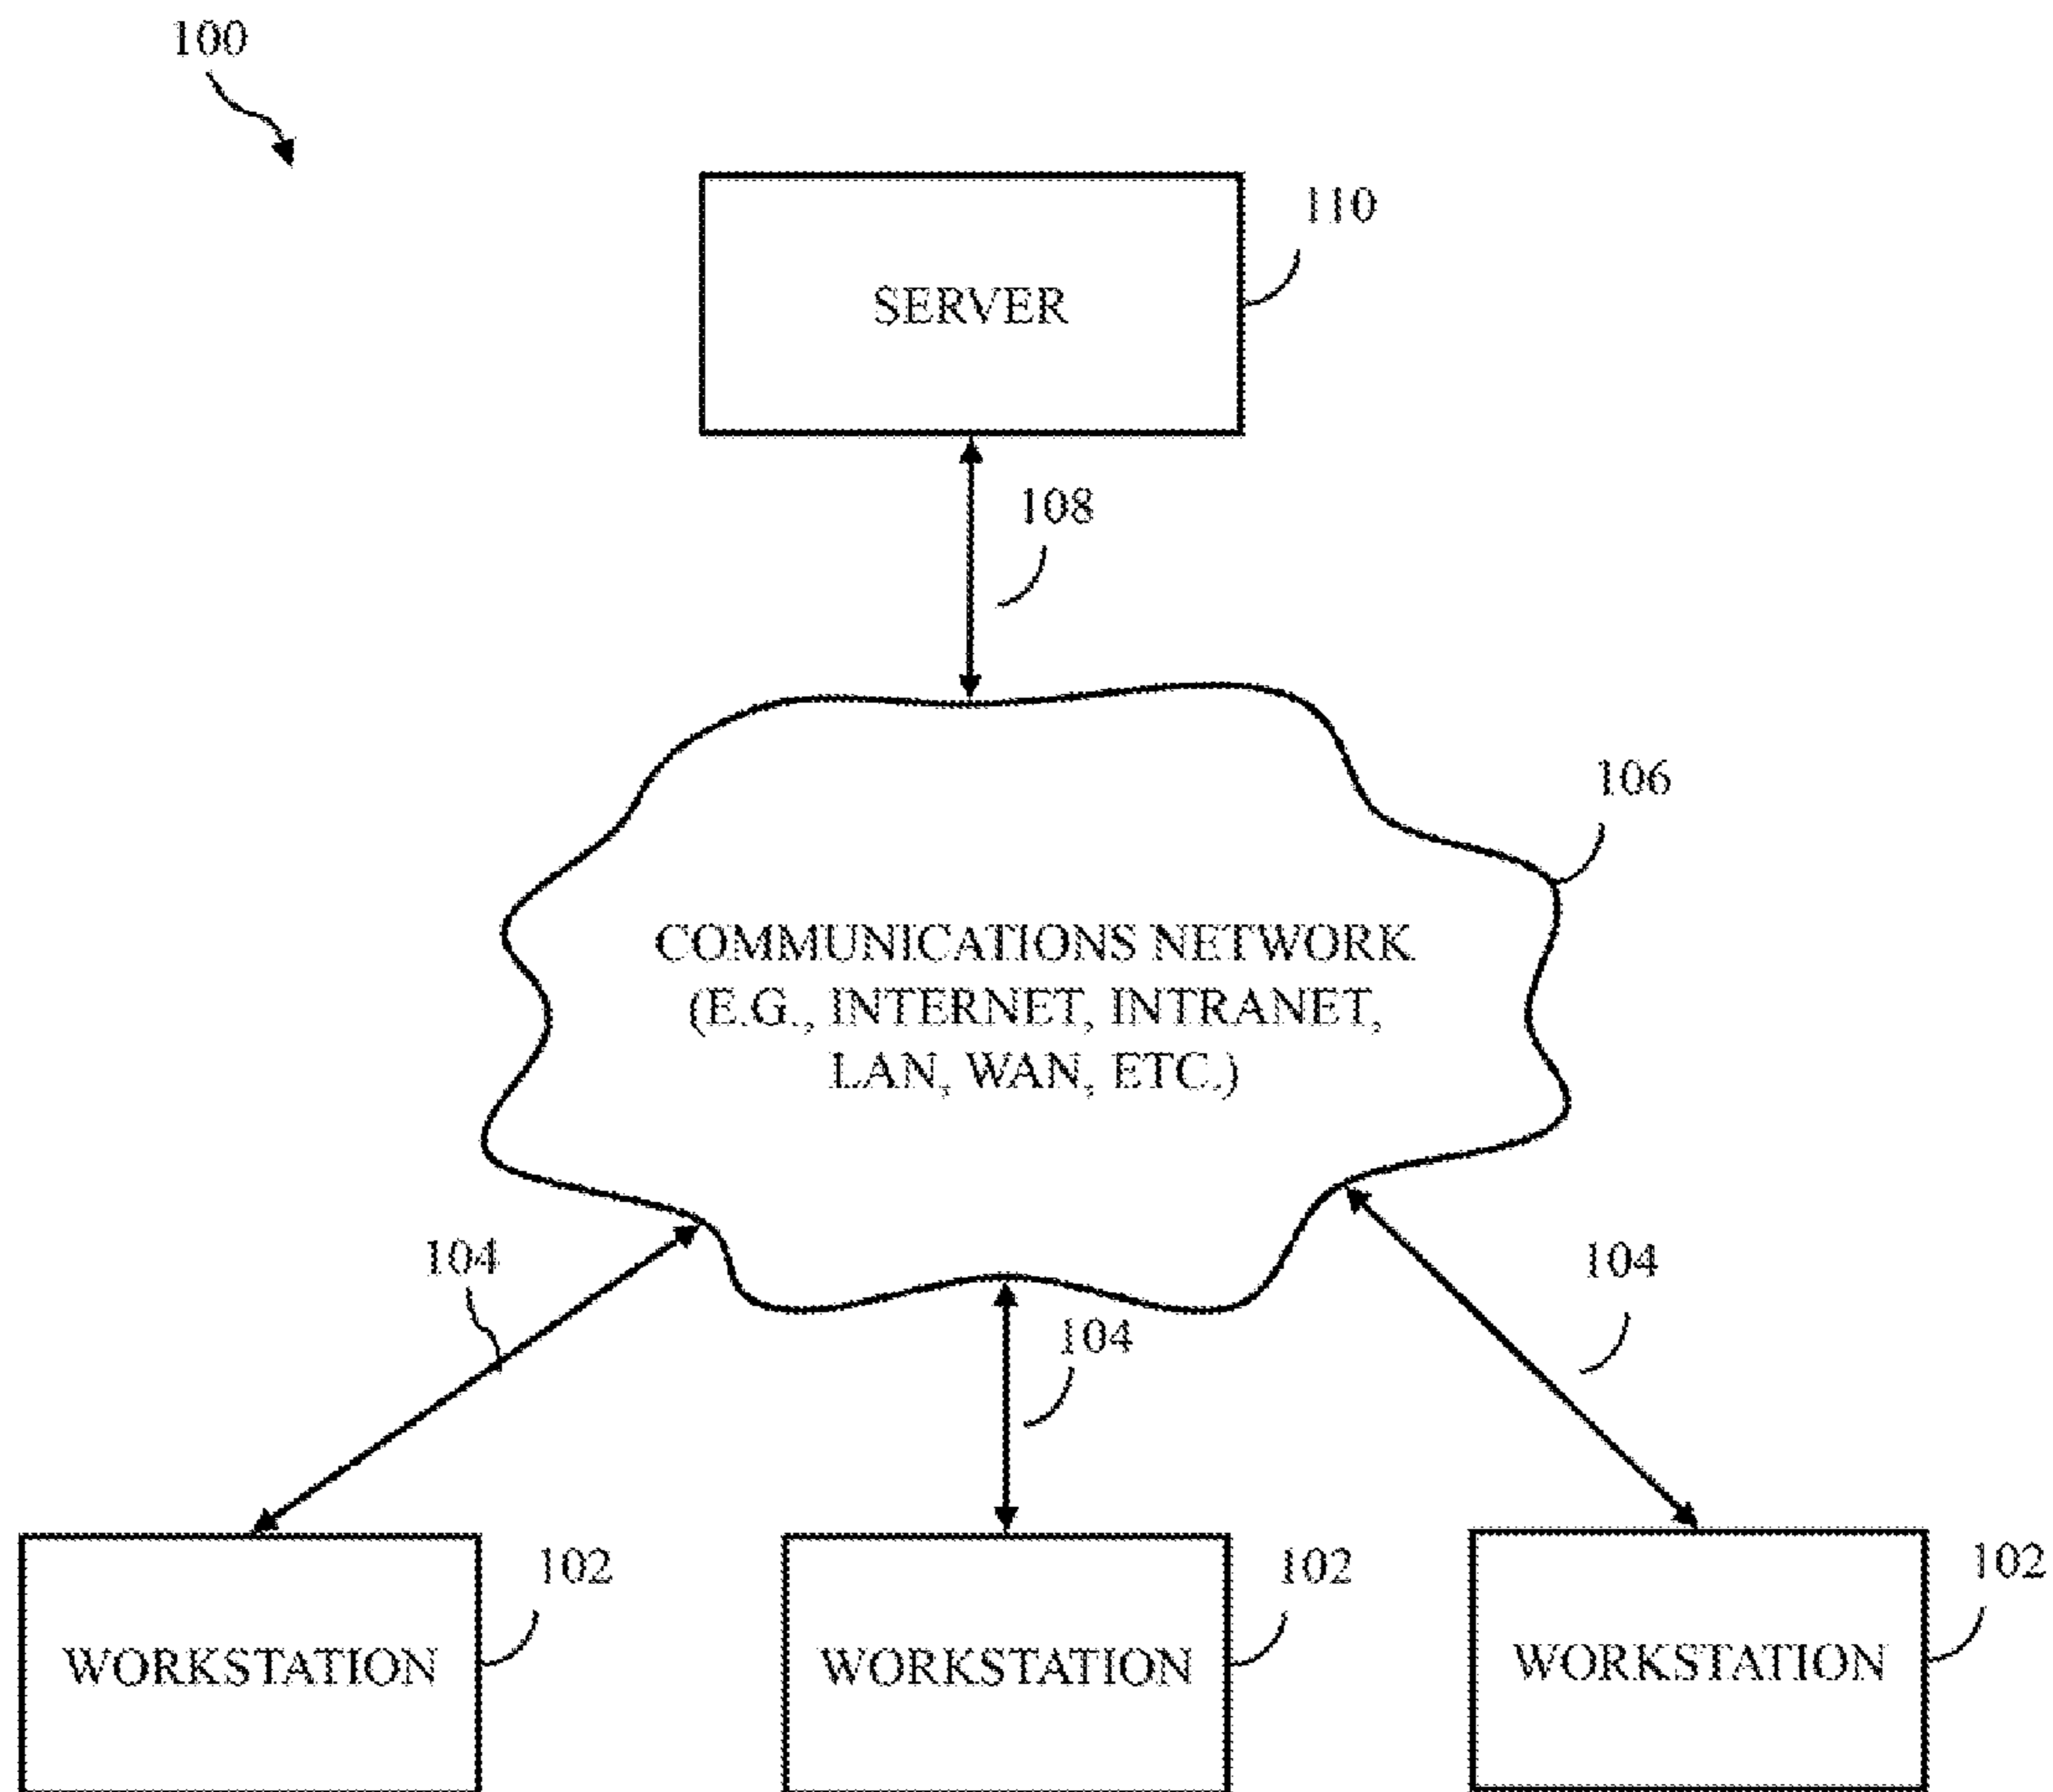 100
110
SERVER
108
106
COMMUNICATIONS NETWORK
(E.G., INTERNET, INTRANET,
LAN, WAN, ETC.)
104
104
104
102
102
102
WORKSTATION
WORKSTATION
WORKSTATION